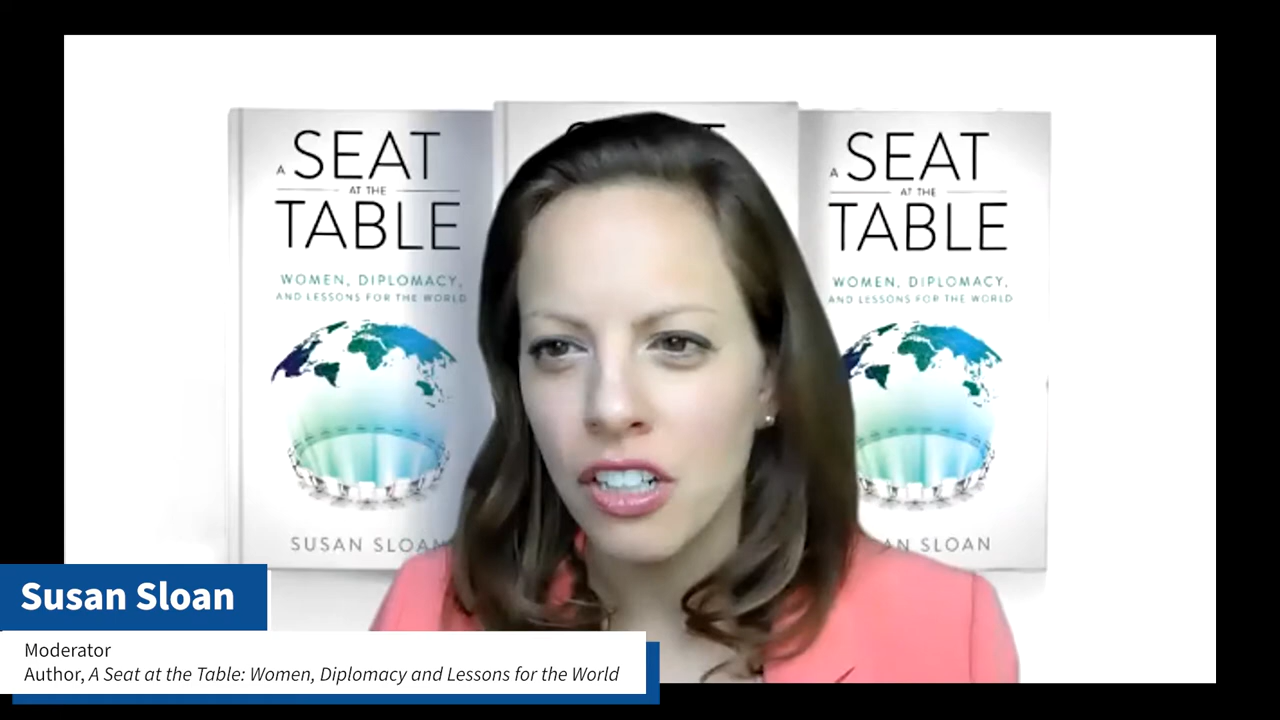 A SEAT
AT THE
TABLE
WOMEN, DIPLOMACY,
AND LESSONS FOR THE WORLD
SUSAN SLOAN
A SEAT
AT THE
TABLE
WOMEN, DIPLOMACY,
AND LESSONS FOR THE WORLD
SLOAN
Susan Sloan
Moderator
Author, A Seat at the Table: Women, Diplomacy and Lessons for the World